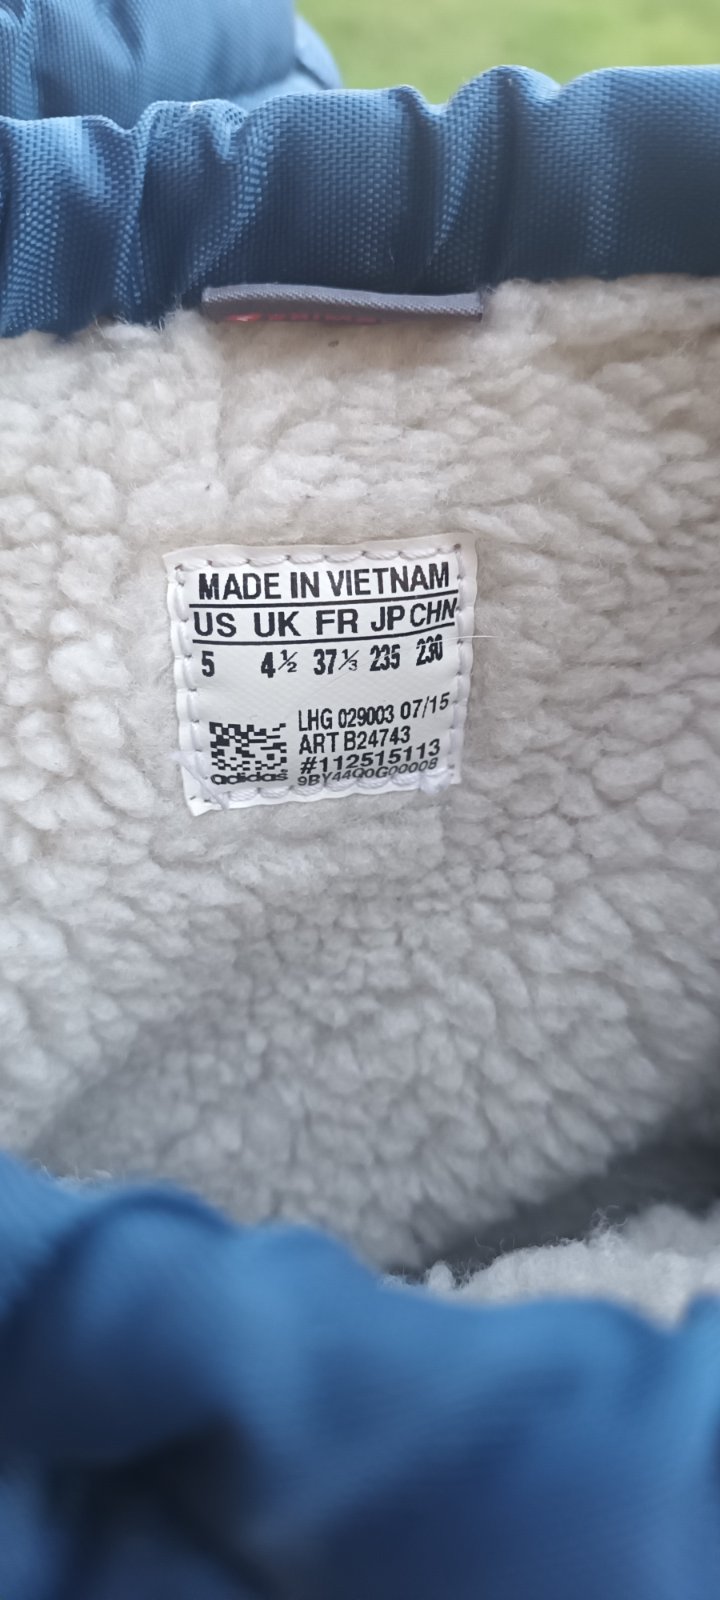 MADE IN VIETNAM
US UK FR JP CHN
5 4½ 37⅓ 235 230
LHG 029003 07/15
ART B24743
#112515113
adidas 9BY44Q0G00008